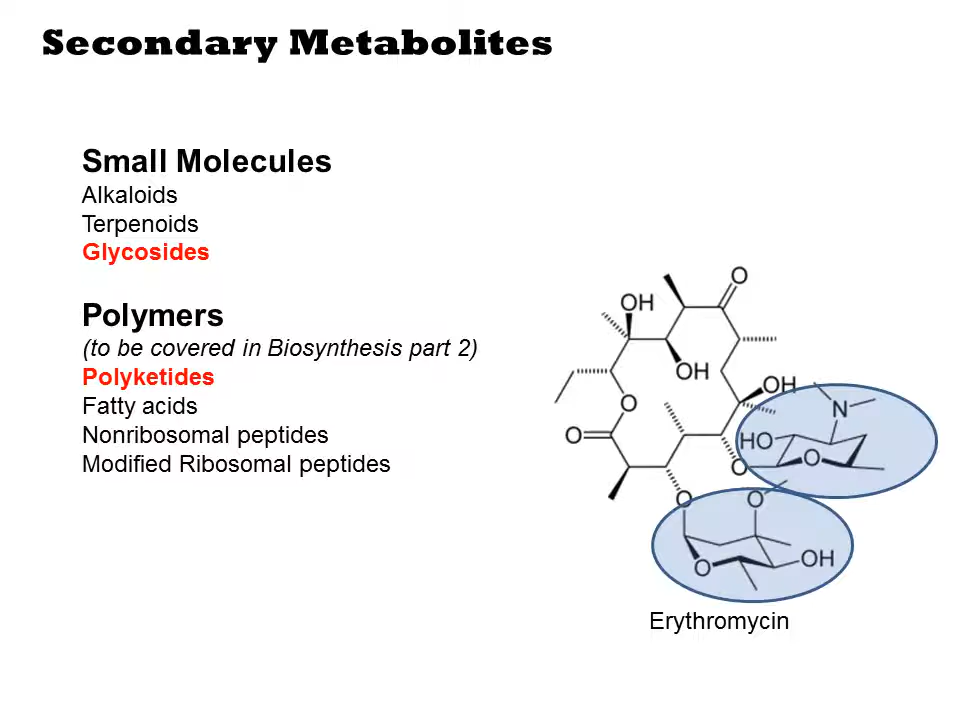 Secondary Metabolites
Small Molecules
Alkaloids
Terpenoids
Glycosides
Polymers
(to be covered in Biosynthesis part 2)
Polyketides
Fatty acids
Nonribosomal peptides
Modified Ribosomal peptides
O
OH
OH
OH
N
O
O
HO
O
O
O
O
O
OH
Erythromycin